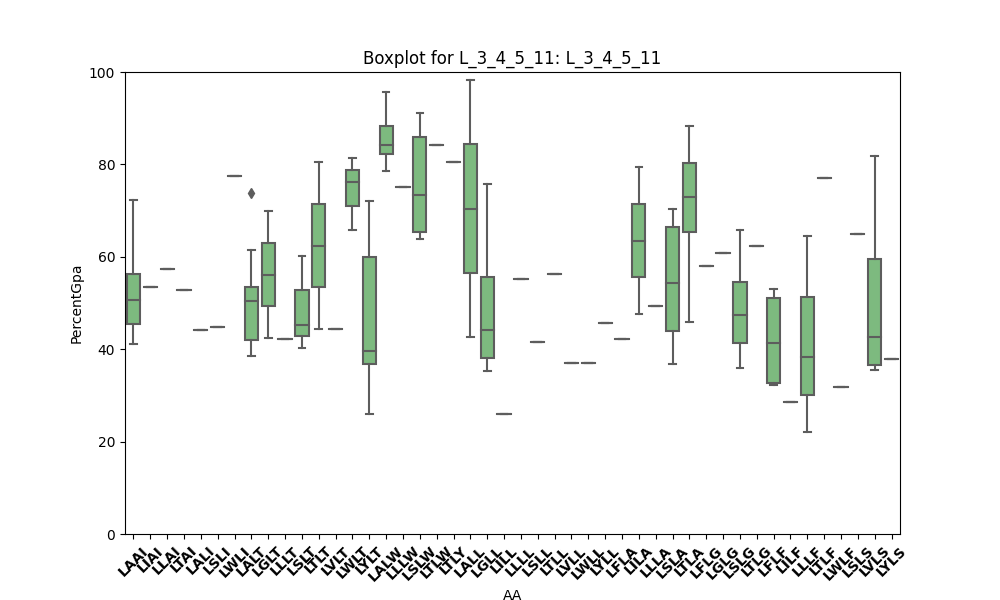 Boxplot for L_3_4_5_11: L_3_4_5_11
PercentGpa
100
80
60
40
20
0
LAAI
LIAI
LLAI
LTAI
LALI
LSLI
LWLI
LALT
LGLT
LLLT
LSLT
LTLT
LVLT
LWLT
LYLT
LALW
LLLW
LSLW
LTLW
LTLY
LALL
LGLL
LILL
LLLL
LSLL
LTLL
LVLL
LWLL
LYLL
LFLA
LILA
LLLA
LSLA
LTLA
LFLG
LGLG
LSLG
LTLG
LFLF
LILF
LLLF
LTLF
LWLF
LSLS
LVLS
LYLS
AA